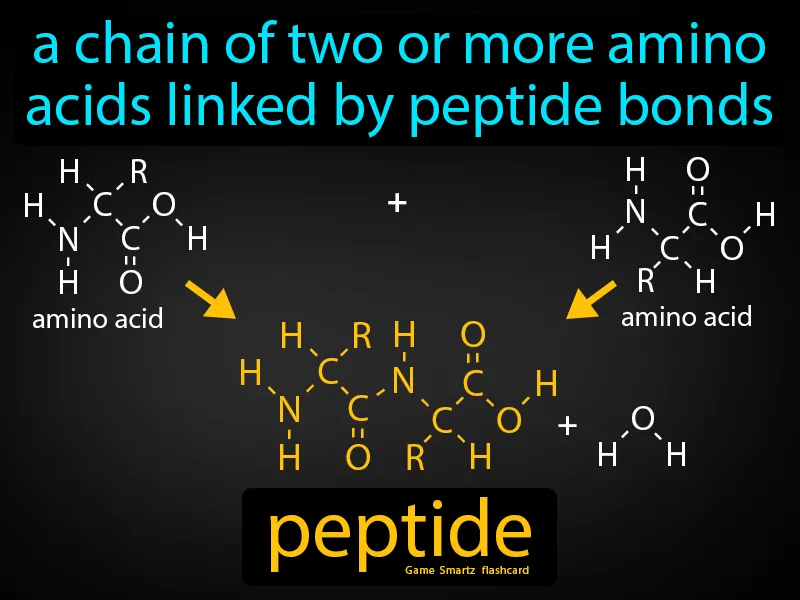 a chain of two or more amino
acids linked by peptide bonds
H R
H C O
N C H
H O
amino acid
+
H O
N C H
H C O
R H
amino acid
H R H O
H C N C H
N C C O
H O R H
+
O
H H
peptide
Game Smartz flashcard